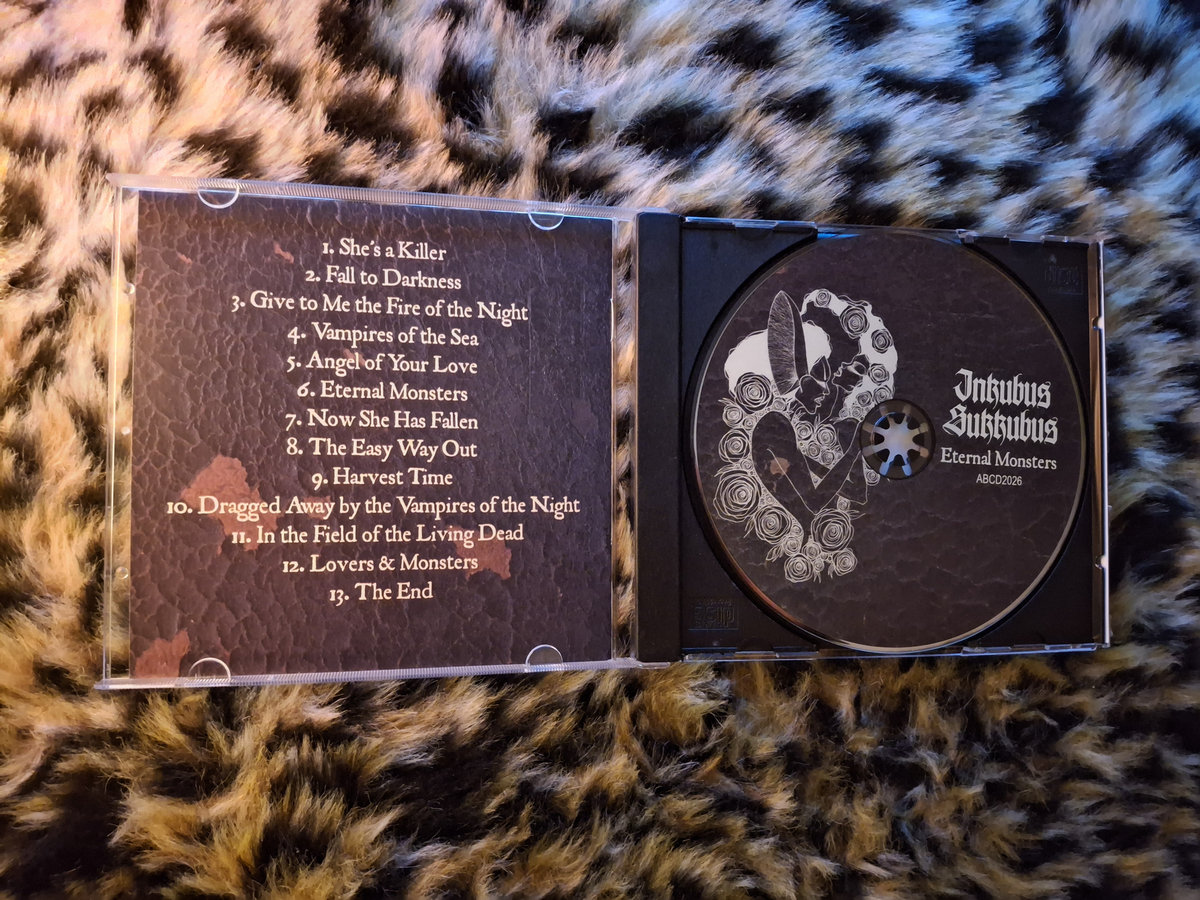 1. She's a Killer
2. Fall to Darkness
3. Give to Me the Fire of the Night
4. Vampires of the Sea
5. Angel of Your Love
6. Eternal Monsters
7. Now She Has Fallen
8. The Easy Way Out
9. Harvest Time
10. Dragged Away by the Vampires of the Night
11. In the Field of the Living Dead
12. Lovers & Monsters
13. The End
Inkubus
Sukkubus
Eternal Monsters
ABCD2026